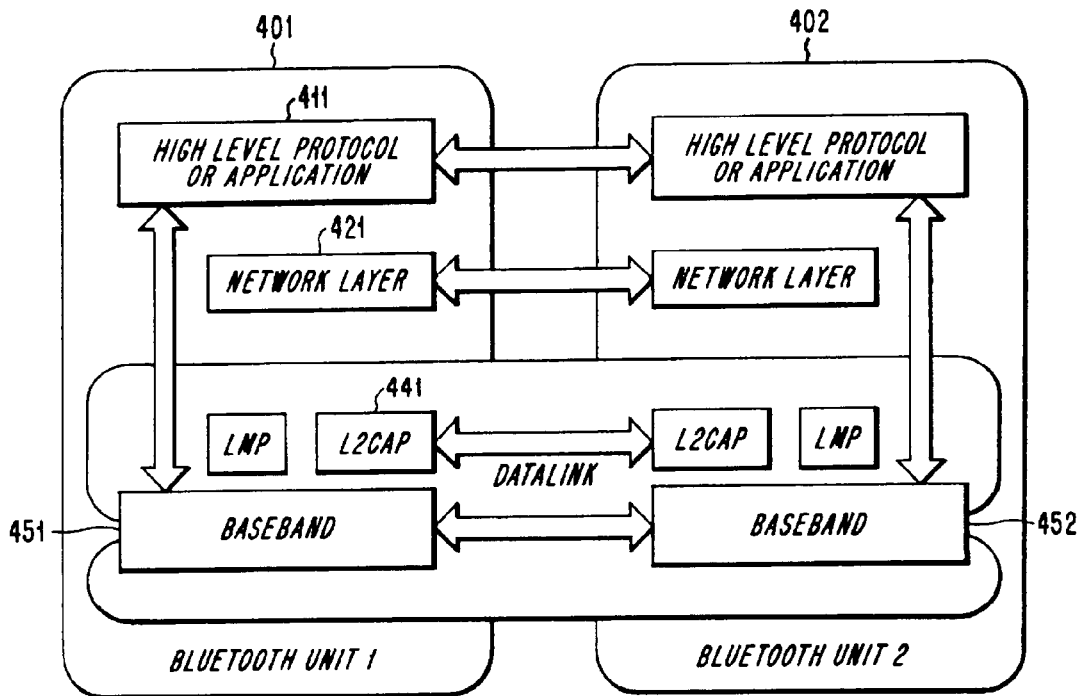 401
402
411
HIGH LEVEL PROTOCOL
OR APPLICATION
HIGH LEVEL PROTOCOL
OR APPLICATION
421
NETWORK LAYER
NETWORK LAYER
441
LMP
L2CAP
L2CAP
LMP
DATALINK
451
BASEBAND
BASEBAND
452
BLUETOOTH UNIT 1
BLUETOOTH UNIT 2